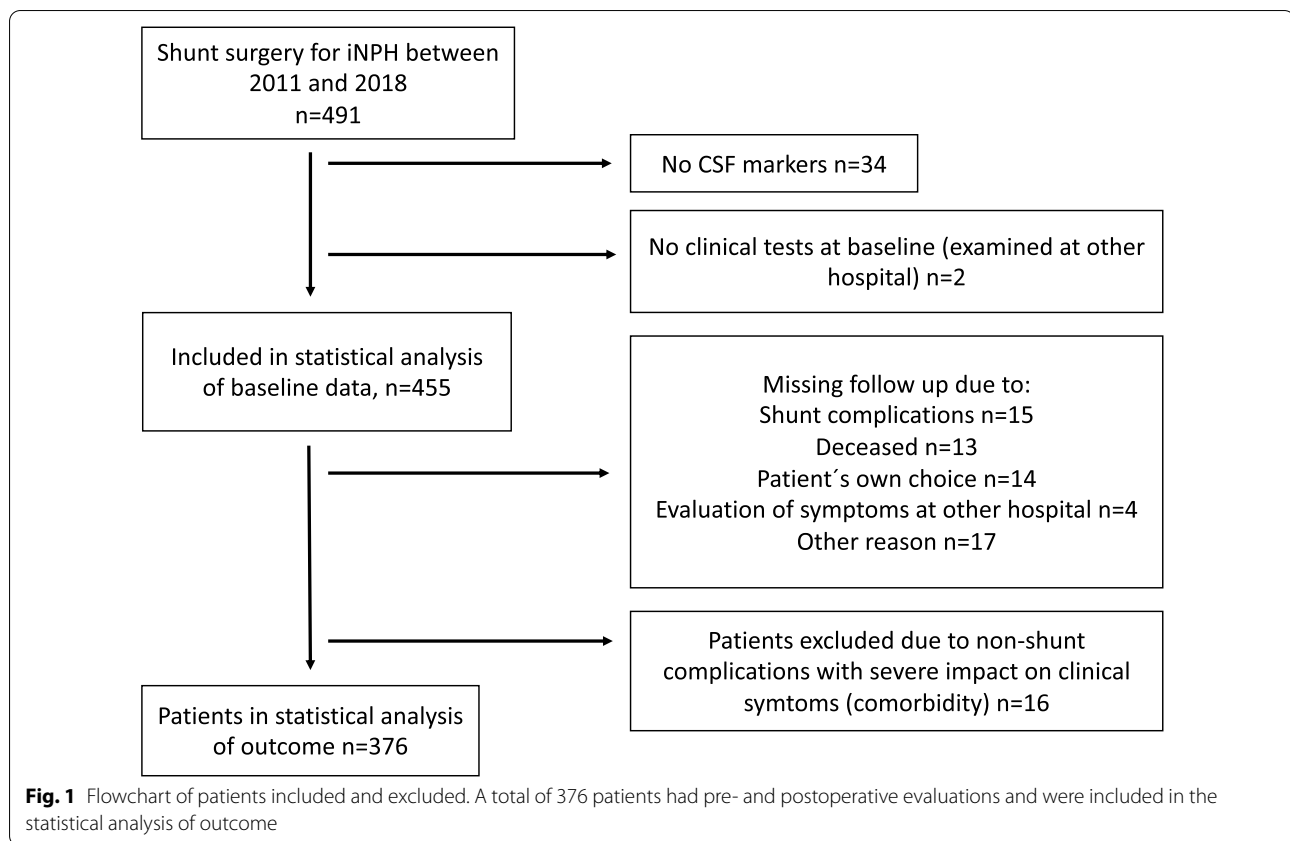 Shunt surgery for iNPH between
2011 and 2018
n=491
No CSF markers n=34
No clinical tests at baseline (examined at other
hospital) n=2
Included in statistical analysis
of baseline data, n=455
Missing follow up due to:
Shunt complications n=15
Deceased n=13
Patient´s own choice n=14
Evaluation of symptoms at other hospital n=4
Other reason n=17
Patients excluded due to non-shunt
complications with severe impact on clinical
symtoms (comorbidity) n=16
Patients in statistical analysis
of outcome n=376
Fig. 1 Flowchart of patients included and excluded. A total of 376 patients had pre- and postoperative evaluations and were included in the
statistical analysis of outcome